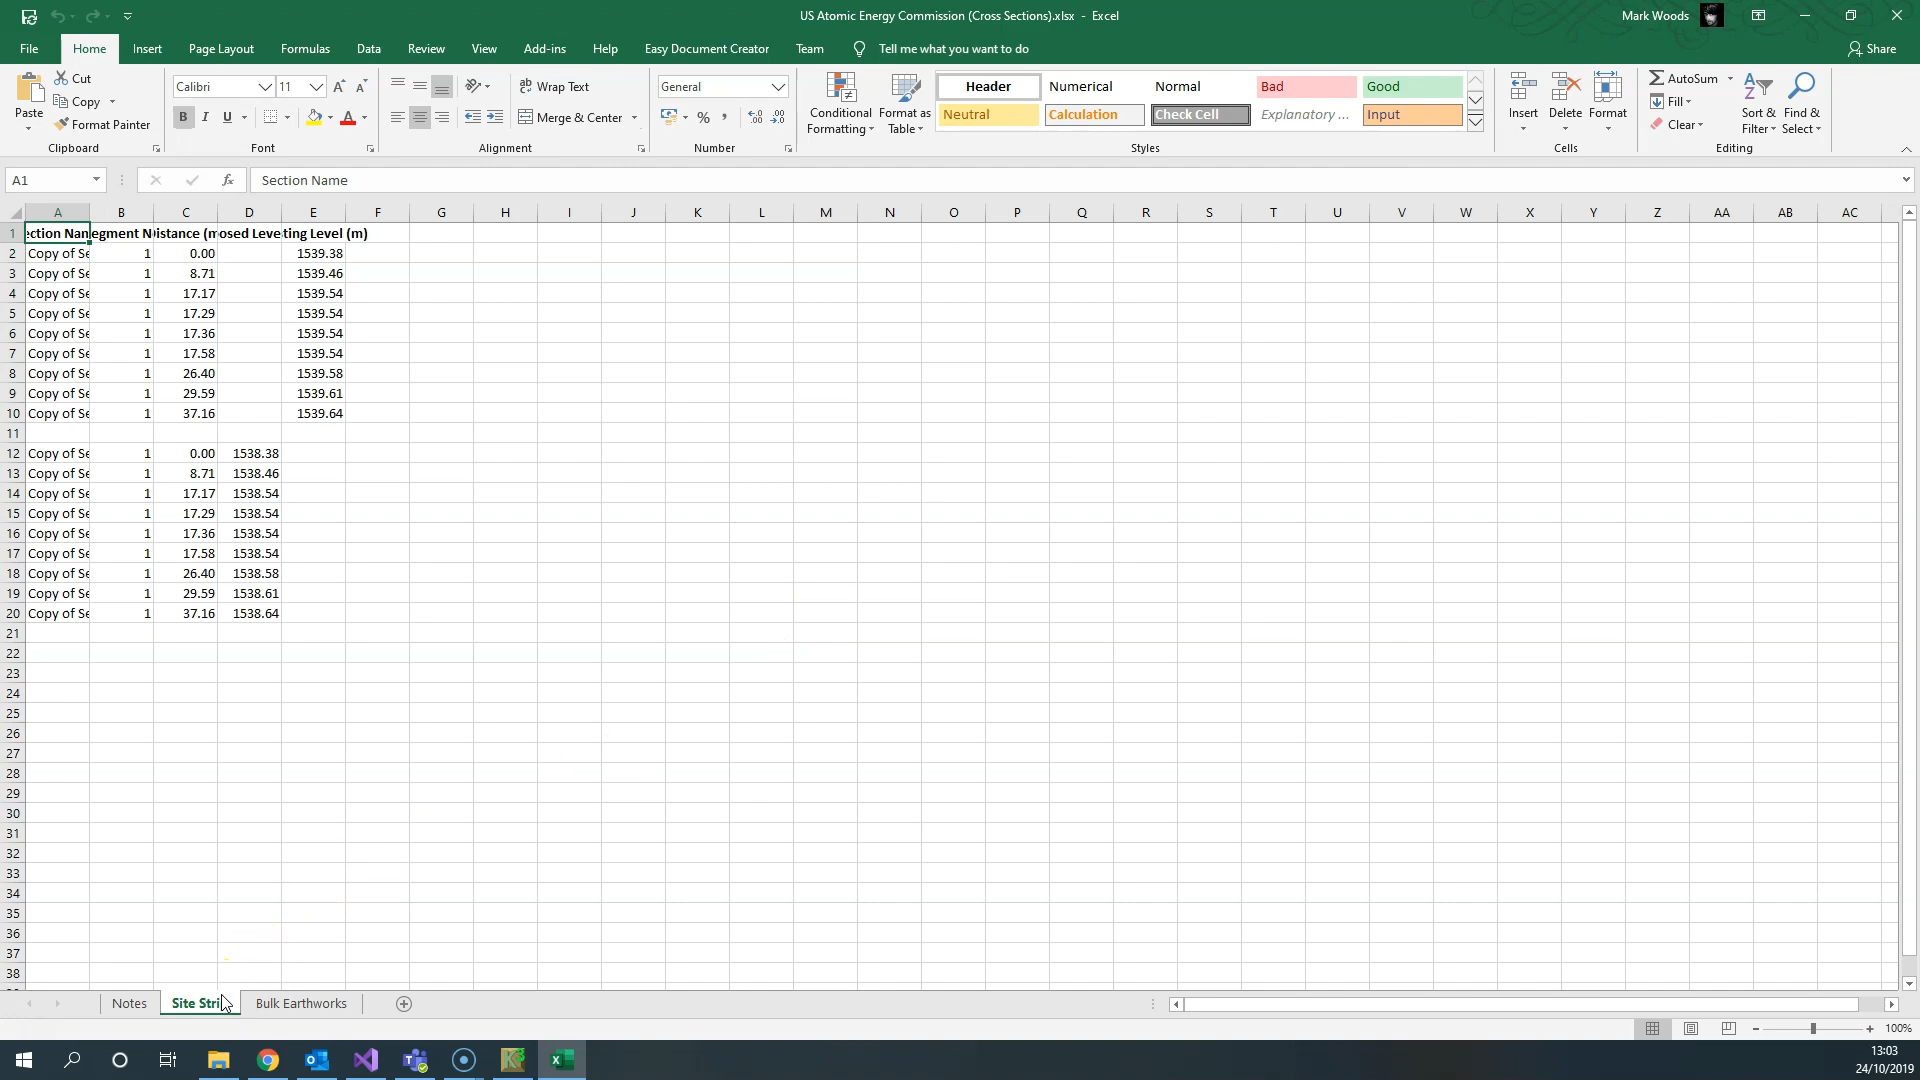 US Atomic Energy Commission (Cross Sections).xlsx - Excel
Mark Woods
File Home Insert Page Layout Formulas Data Review View Add-ins Help Easy Document Creator Team Tell me what you want to do Share
Paste
Cut
Copy
Format Painter
Clipboard
Calibri 11
B I U
Font
Wrap Text
Merge & Center
Alignment
General
Number
Conditional Formatting
Format as Table
Header Numerical Normal Bad Good
Neutral Calculation Check Cell Explanatory ... Input
Styles
Insert Delete Format
Cells
AutoSum
Fill
Clear
Sort & Filter
Find & Select
Editing
A1 fx Section Name
A B C D E F G H I J K L M N O P Q R S T U V W X Y Z AA AB AC
1 ection Nam egment N istance (m osed Leve ting Level (m)
2 Copy of Se 1 0.00 1539.38
3 Copy of Se 1 8.71 1539.46
4 Copy of Se 1 17.17 1539.54
5 Copy of Se 1 17.29 1539.54
6 Copy of Se 1 17.36 1539.54
7 Copy of Se 1 17.58 1539.54
8 Copy of Se 1 26.40 1539.58
9 Copy of Se 1 29.59 1539.61
10 Copy of Se 1 37.16 1539.64
11
12 Copy of Se 1 0.00 1538.38
13 Copy of Se 1 8.71 1538.46
14 Copy of Se 1 17.17 1538.54
15 Copy of Se 1 17.29 1538.54
16 Copy of Se 1 17.36 1538.54
17 Copy of Se 1 17.58 1538.54
18 Copy of Se 1 26.40 1538.58
19 Copy of Se 1 29.59 1538.61
20 Copy of Se 1 37.16 1538.64
21
22
23
24
25
26
27
28
29
30
31
32
33
34
35
36
37
38
Notes Site Stri Bulk Earthworks
100%
13:03
24/10/2019